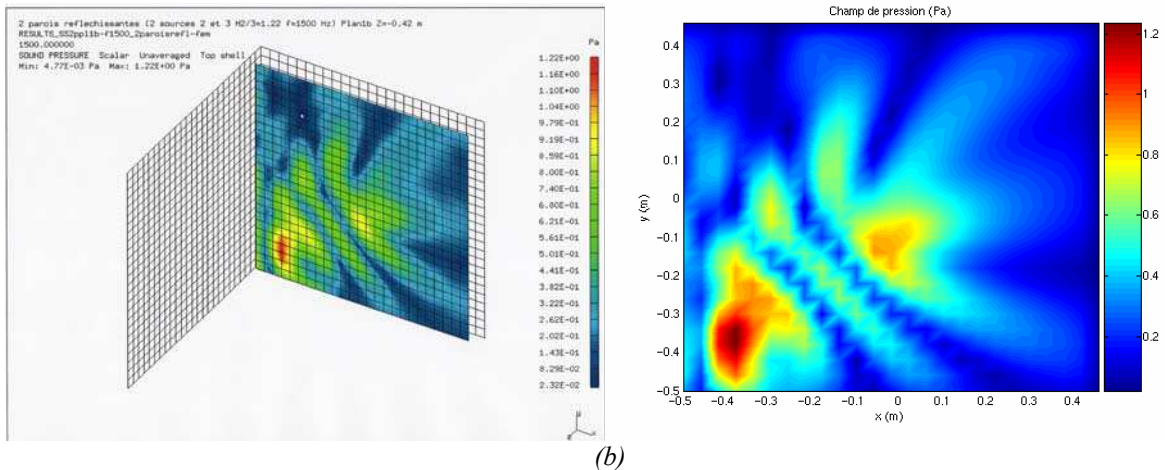 2 parois reflechissantes (2 sources 2 et 3 H2/3=1.22 f=1500 Hz) Plan1b Z=-0.42 m
RESULTS_SS2ppl1b-f1500_2paroisrefl-fem
1500.000000
SOUND PRESSURE Scalar Unaveraged Top shell
Min: 4.77E-03 Pa Max: 1.22E+00 Pa
Pa
1.22E+00
1.16E+00
1.10E+00
1.04E+00
9.79E-01
9.19E-01
8.59E-01
8.00E-01
7.40E-01
6.80E-01
6.21E-01
5.61E-01
5.01E-01
4.41E-01
3.82E-01
3.22E-01
2.62E-01
2.02E-01
1.43E-01
8.29E-02
2.32E-02
Champ de pression (Pa)
0.4
0.3
0.2
0.1
0
-0.1
-0.2
-0.3
-0.4
-0.5
y (m)
-0.5 -0.4 -0.3 -0.2 -0.1 0 0.1 0.2 0.3 0.4
x (m)
1.2
1
0.8
0.6
0.4
0.2
(b)